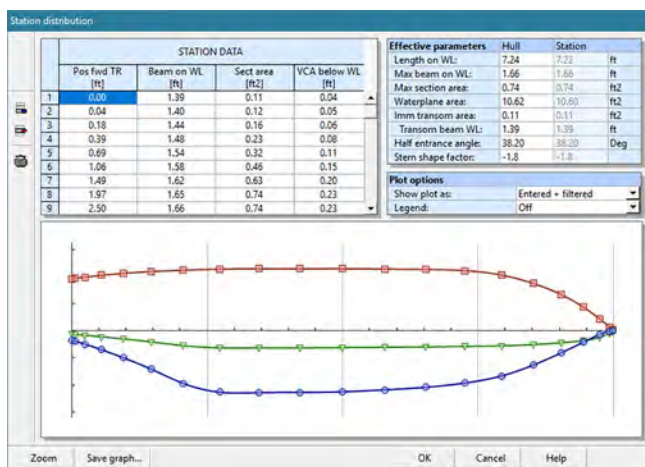 Station distribution
STATION DATA
Pos fwd TR Beam on WL Sect area VCA below WL
[ft] [ft] [ft2] [ft]
1 0.00 1.39 0.11 0.04
2 0.04 1.40 0.12 0.05
3 0.18 1.44 0.16 0.06
4 0.39 1.48 0.23 0.08
5 0.69 1.54 0.32 0.11
6 1.06 1.58 0.46 0.15
7 1.49 1.62 0.63 0.20
8 1.97 1.65 0.74 0.23
9 2.50 1.66 0.74 0.23
Effective parameters Hull Station
Length on WL: 7.24 7.22 ft
Max beam on WL: 1.66 1.66 ft
Max section area: 0.74 0.74 ft2
Waterplane area: 10.62 10.60 ft2
Imm transom area: 0.11 0.11 ft2
Transom beam WL: 1.39 1.39 ft
Half entrance angle: 38.20 38.20 Deg
Stern shape factor: -1.8 -1.8
Plot options
Show plot as: Entered + filtered
Legend: Off
Zoom Save graph... OK Cancel Help